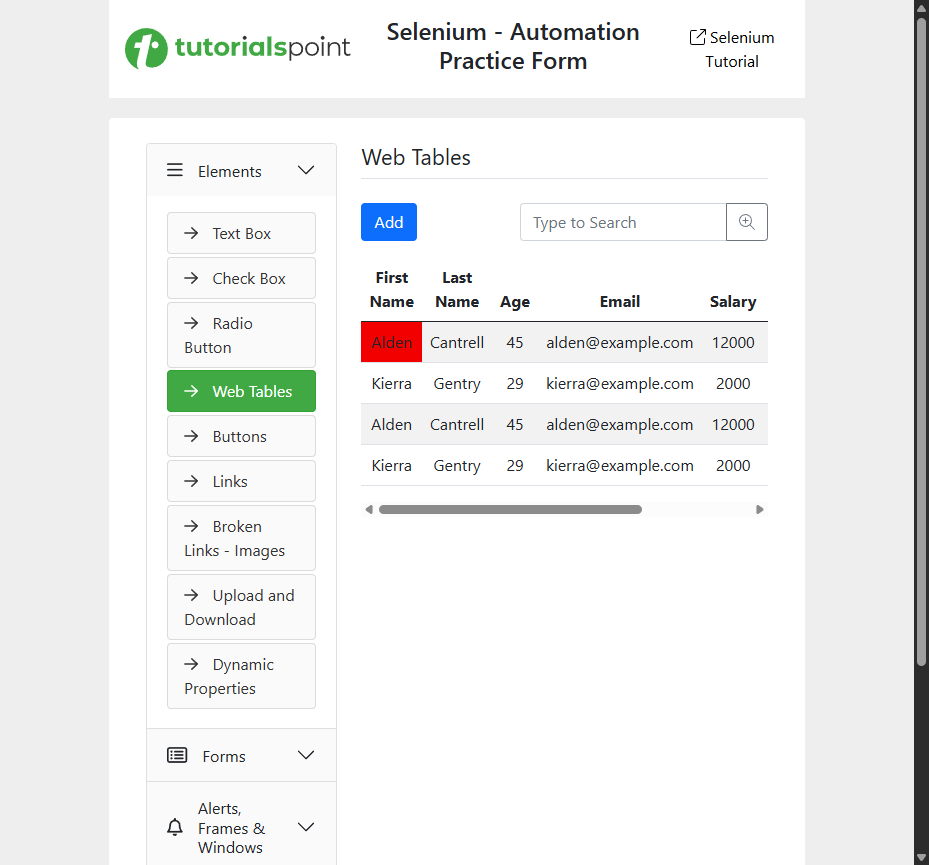 tutorialspoint
Selenium - Automation
Practice Form
Selenium
Tutorial
Elements
Text Box
Check Box
Radio
Button
Web Tables
Buttons
Links
Broken
Links - Images
Upload and
Download
Dynamic
Properties
Forms
Alerts,
Frames &
Windows
Web Tables
Add
Type to Search
First
Name
Last
Name
Age
Email
Salary
Alden Cantrell 45 alden@example.com 12000
Kierra Gentry 29 kierra@example.com 2000
Alden Cantrell 45 alden@example.com 12000
Kierra Gentry 29 kierra@example.com 2000